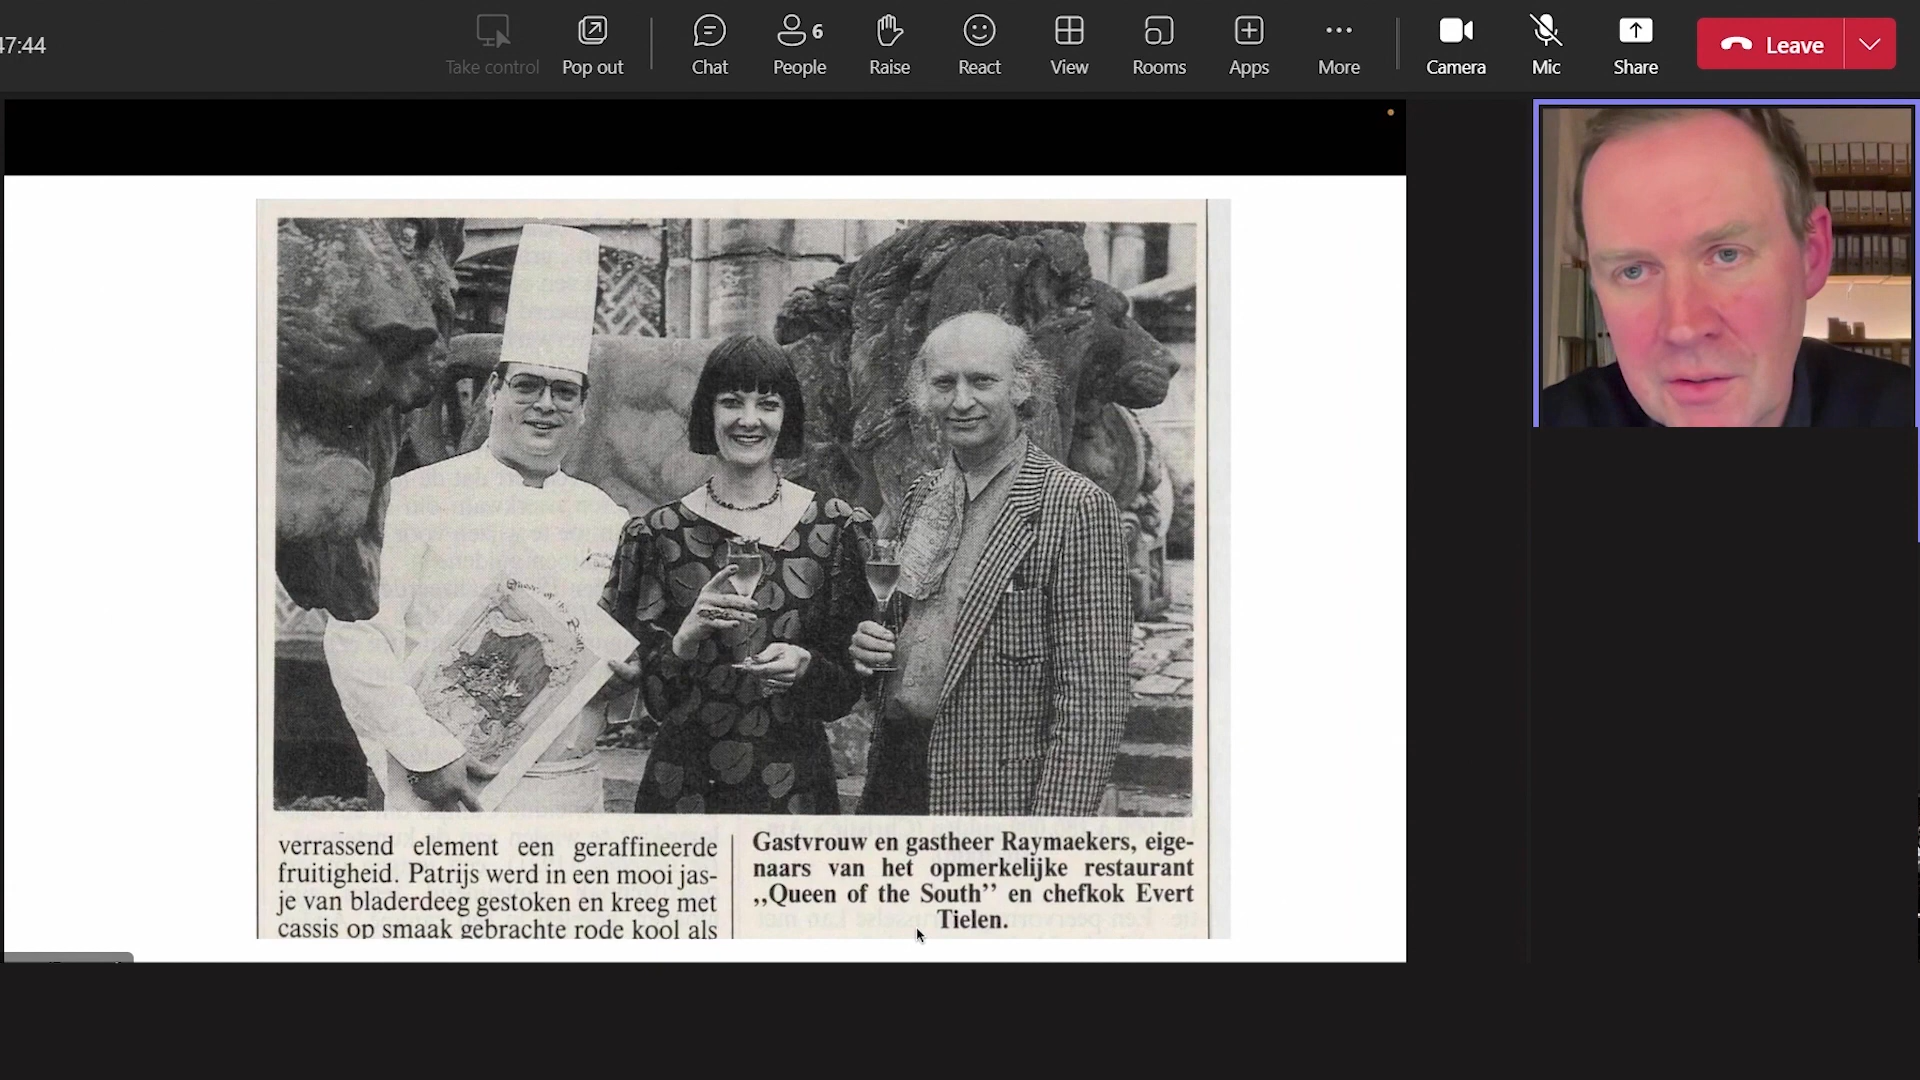 47:44
Take control
Pop out
Chat
People
6
Raise
React
View
Rooms
Apps
More
Camera
Mic
Share
Leave
verrassend element een geraffineerde
fruitigheid. Patrijs werd in een mooi jas-
je van bladerdeeg gestoken en kreeg met
cassis op smaak gebrachte rode kool als
Gastvrouw en gastheer Raymaekers, eige-
naars van het opmerkelijke restaurant
,,Queen of the South’’ en chefkok Evert
Tielen.